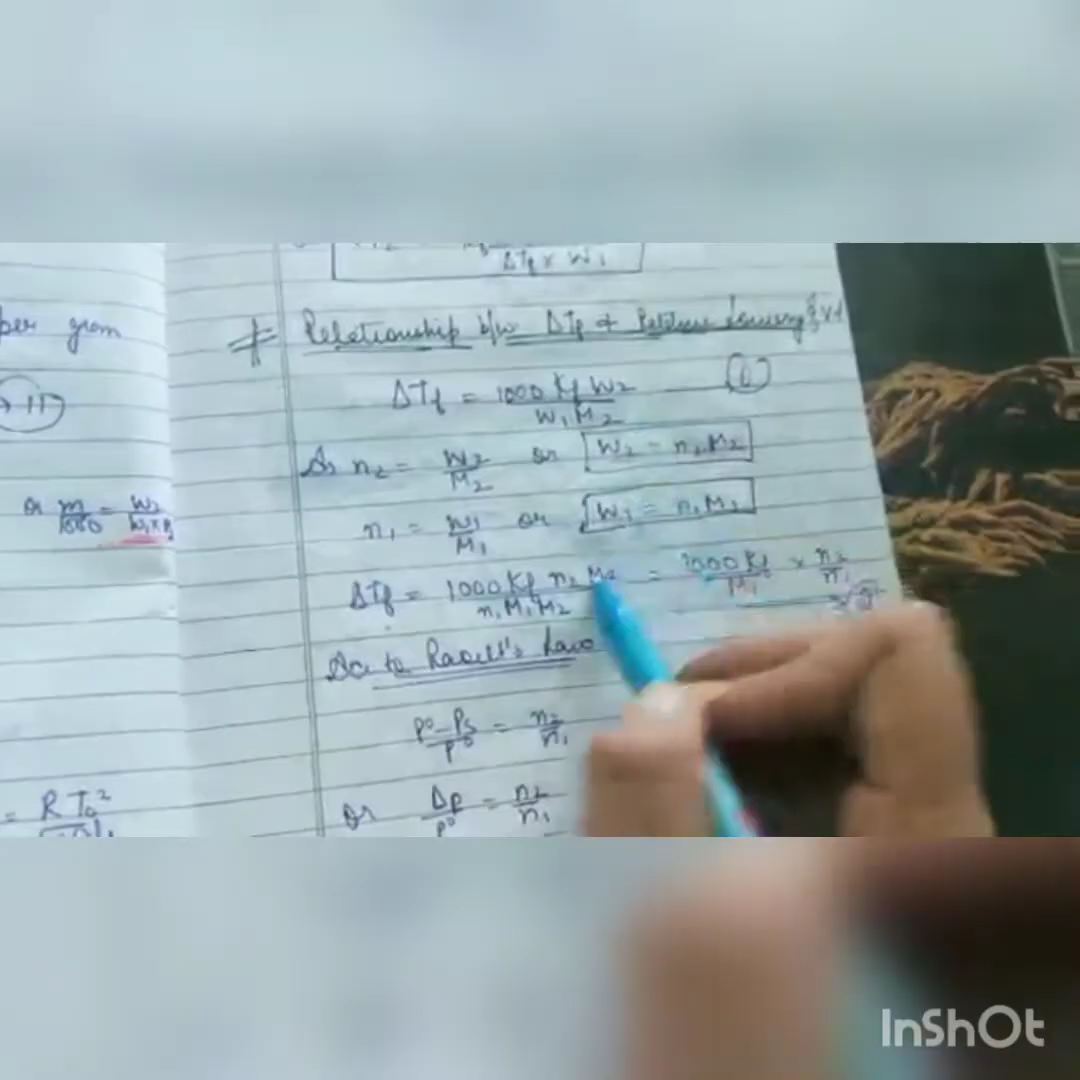 ΔTf × W1
per gram
Relationship b/w ΔTf & Relative Lowering of V.P
→ 11
ΔTf = 1000 Kf W2 / W1 M2
As n2 = W2/M2 or W2 = n2 M2
or m/1000 = W2
n1 = W1/M1 or W1 = n1 M1
ΔTf = 1000 Kf n2 M2 / n1 M1 M2 = 1000 Kf / M1 × n2/n1
Acc to Raoult's Law
P° - Ps / P° = n2/n1
= R T0²
or ΔP/P° = n2/n1
InShOt